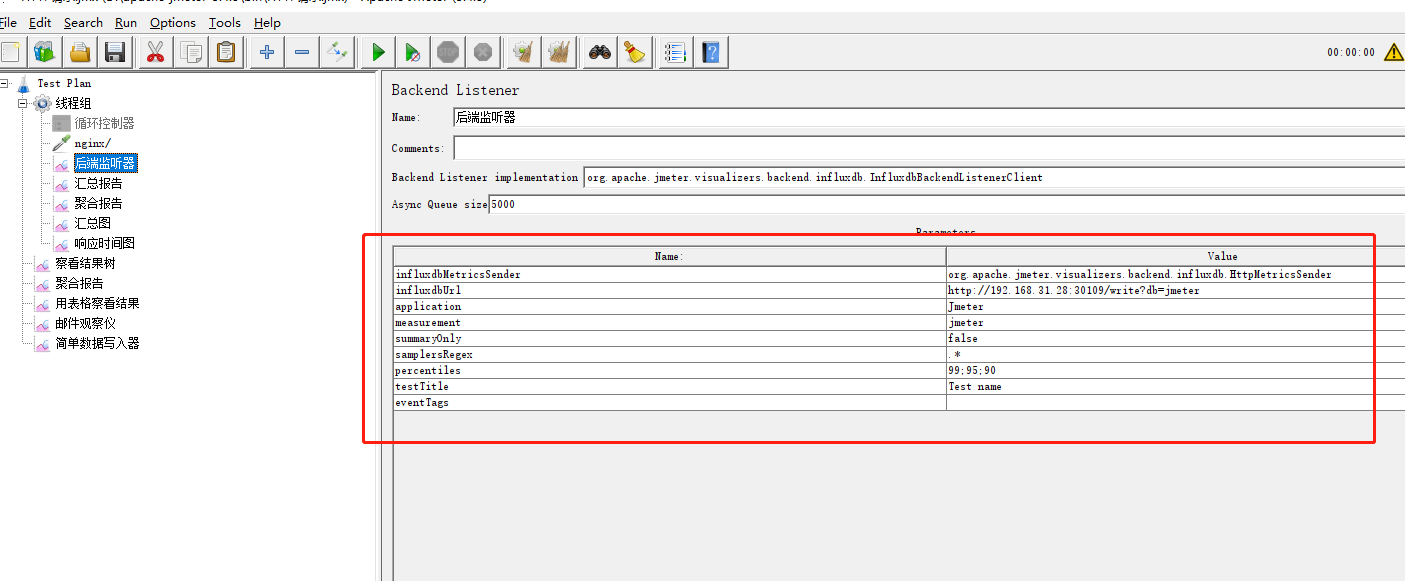 File Edit Search Run Options Tools Help
00:00:00
Test Plan
线程组
循环控制器
nginx/
后端监听器
汇总报告
聚合报告
汇总图
响应时间图
察看结果树
聚合报告
用表格察看结果
邮件观察仪
简单数据写入器
Backend Listener
Name: 后端监听器
Comments:
Backend Listener implementation org.apache.jmeter.visualizers.backend.influxdb.InfluxdbBackendListenerClient
Async Queue size 5000
Parameters
Name: Value
influxdbMetricsSender org.apache.jmeter.visualizers.backend.influxdb.HttpMetricsSender
influxdbUrl http://192.168.31.28:30109/write?db=jmeter
application Jmeter
measurement jmeter
summaryOnly false
samplersRegex .*
percentiles 99;95;90
testTitle Test name
eventTags